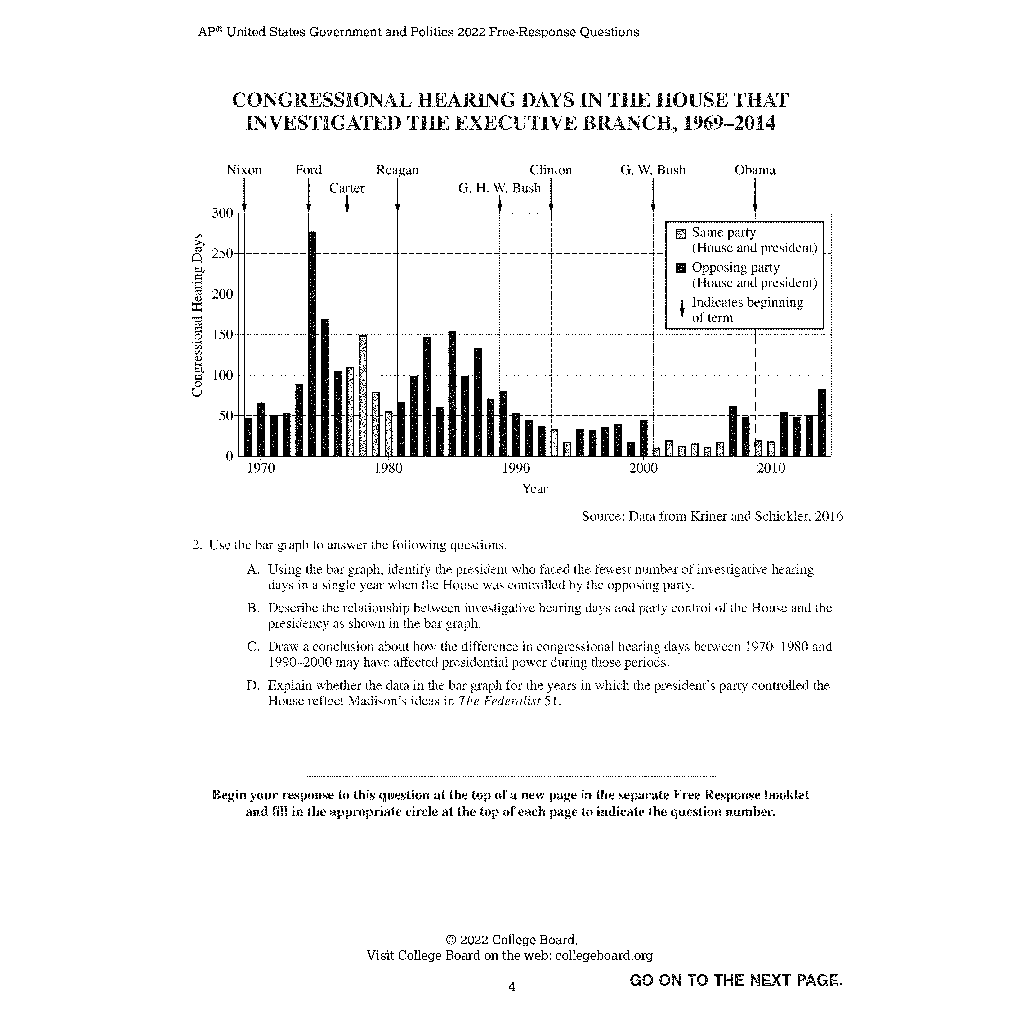 AP® United States Government and Politics 2022 Free-Response Questions
CONGRESSIONAL HEARING DAYS IN THE HOUSE THAT
INVESTIGATED THE EXECUTIVE BRANCH, 1969–2014
Nixon Ford Reagan Clinton G. W. Bush Obama
Carter G. H. W. Bush
300
250
200
150
100
50
0
Congressional Hearing Days
Same party
(House and president)
Opposing party
(House and president)
Indicates beginning
of term
1970 1980 1990 2000 2010
Year
Source: Data from Kriner and Schickler, 2016
2. Use the bar graph to answer the following questions.
A. Using the bar graph, identify the president who faced the fewest number of investigative hearing
days in a single year when the House was controlled by the opposing party.
B. Describe the relationship between investigative hearing days and party control of the House and the
presidency as shown in the bar graph.
C. Draw a conclusion about how the difference in congressional hearing days between 1970–1980 and
1990–2000 may have affected presidential power during those periods.
D. Explain whether the data in the bar graph for the years in which the president's party controlled the
House reflect Madison's ideas in The Federalist 51.
Begin your response to this question at the top of a new page in the separate Free Response booklet
and fill in the appropriate circle at the top of each page to indicate the question number.
© 2022 College Board.
Visit College Board on the web: collegeboard.org
GO ON TO THE NEXT PAGE.
4